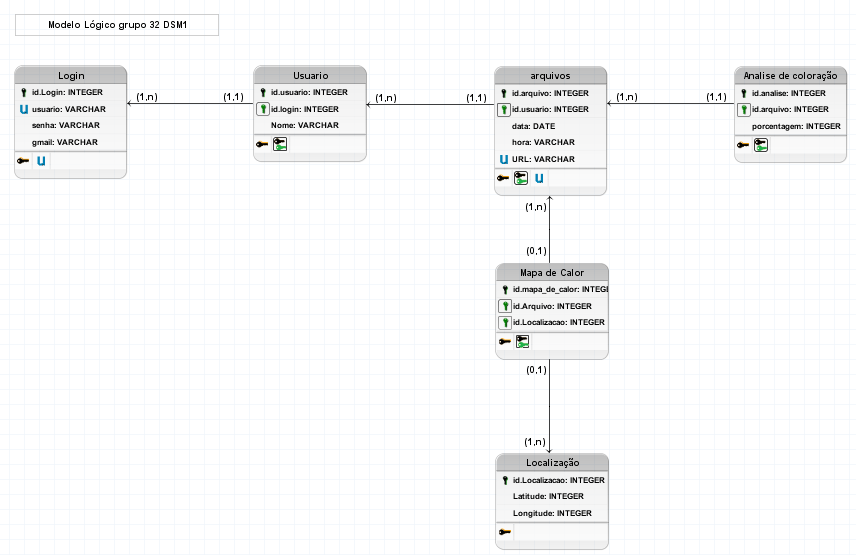 Modelo Lógico grupo 32 DSM1
Login
id.Login: INTEGER
usuario: VARCHAR
senha: VARCHAR
gmail: VARCHAR
(1,n)
(1,1)
Usuario
id.usuario: INTEGER
id.login: INTEGER
Nome: VARCHAR
(1,n)
(1,1)
arquivos
id.arquivo: INTEGER
id.usuario: INTEGER
data: DATE
hora: VARCHAR
URL: VARCHAR
(1,n)
(1,1)
Analise de coloração
id.analise: INTEGER
id.arquivo: INTEGER
porcentagem: INTEGER
(1,n)
(0,1)
Mapa de Calor
id.mapa_de_calor: INTEGI
id.Arquivo: INTEGER
id.Localizacao: INTEGER
(0,1)
(1,n)
Localização
id.Localizacao: INTEGER
Latitude: INTEGER
Longitude: INTEGER